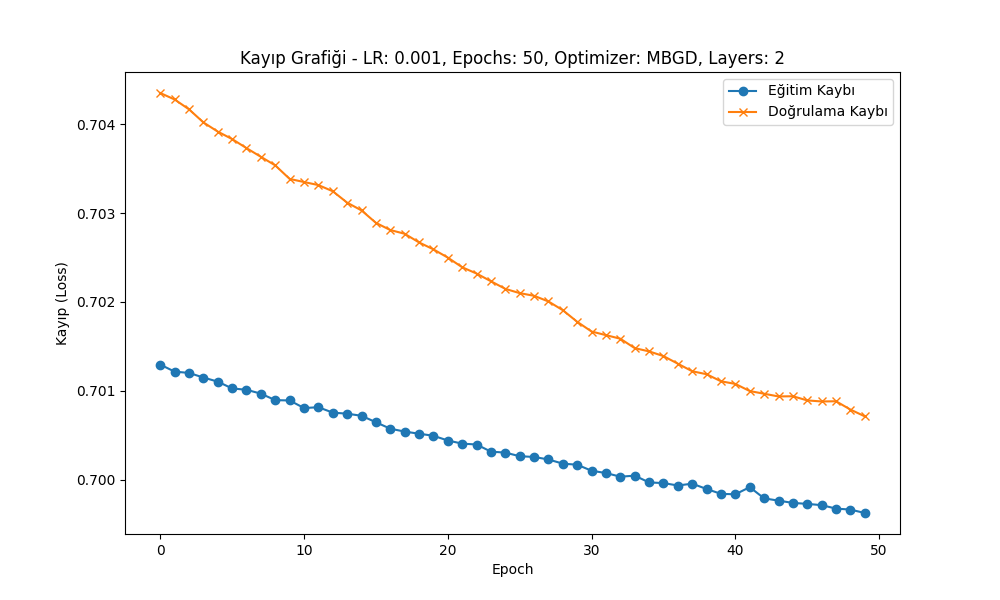 Kayıp Grafiği - LR: 0.001, Epochs: 50, Optimizer: MBGD, Layers: 2
Eğitim Kaybı
Doğrulama Kaybı
0.704
0.703
0.702
0.701
0.700
Kayıp (Loss)
0 10 20 30 40 50
Epoch